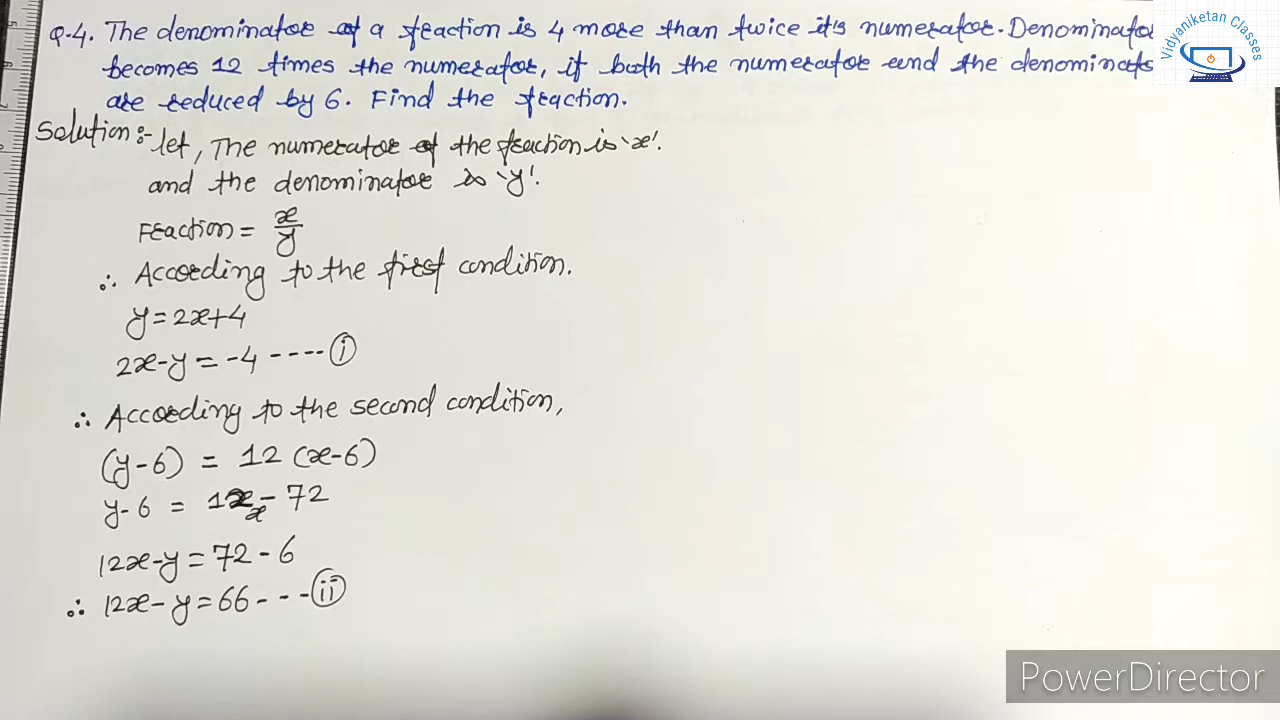 Q.4. The denominator of a fraction is 4 more than twice it's numerator. Denominator
becomes 12 times the numerator, if both the numerator and the denominator
are reduced by 6. Find the fraction.
Solution:- let, The numerator of the fraction is 'x'.
and the denominator is 'y'.
Fraction = x/y
∴ According to the first condition.
y = 2x+4
2x-y = -4 ---- (i)
∴ According to the second condition,
(y-6) = 12 (x-6)
y-6 = 12x - 72
12x-y = 72 - 6
∴ 12x-y = 66 - - - (ii)
Vidyaniketan Classes
PowerDirector